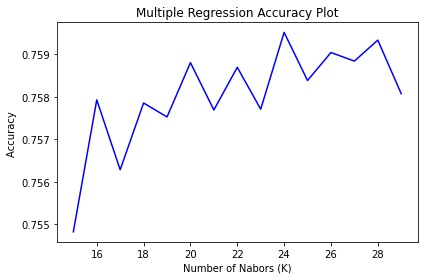 Multiple Regression Accuracy Plot
0.759
0.758
0.757
0.756
0.755
Accuracy
16 18 20 22 24 26 28
Number of Nabors (K)